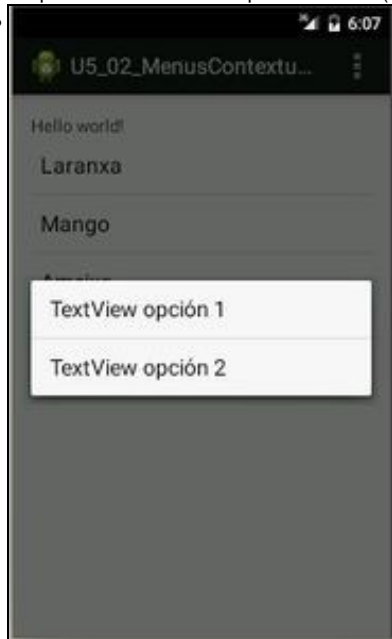 6:07
U5_02_MenusContextu...
Hello world!
Laranxa
Mango
TextView opción 1
TextView opción 2